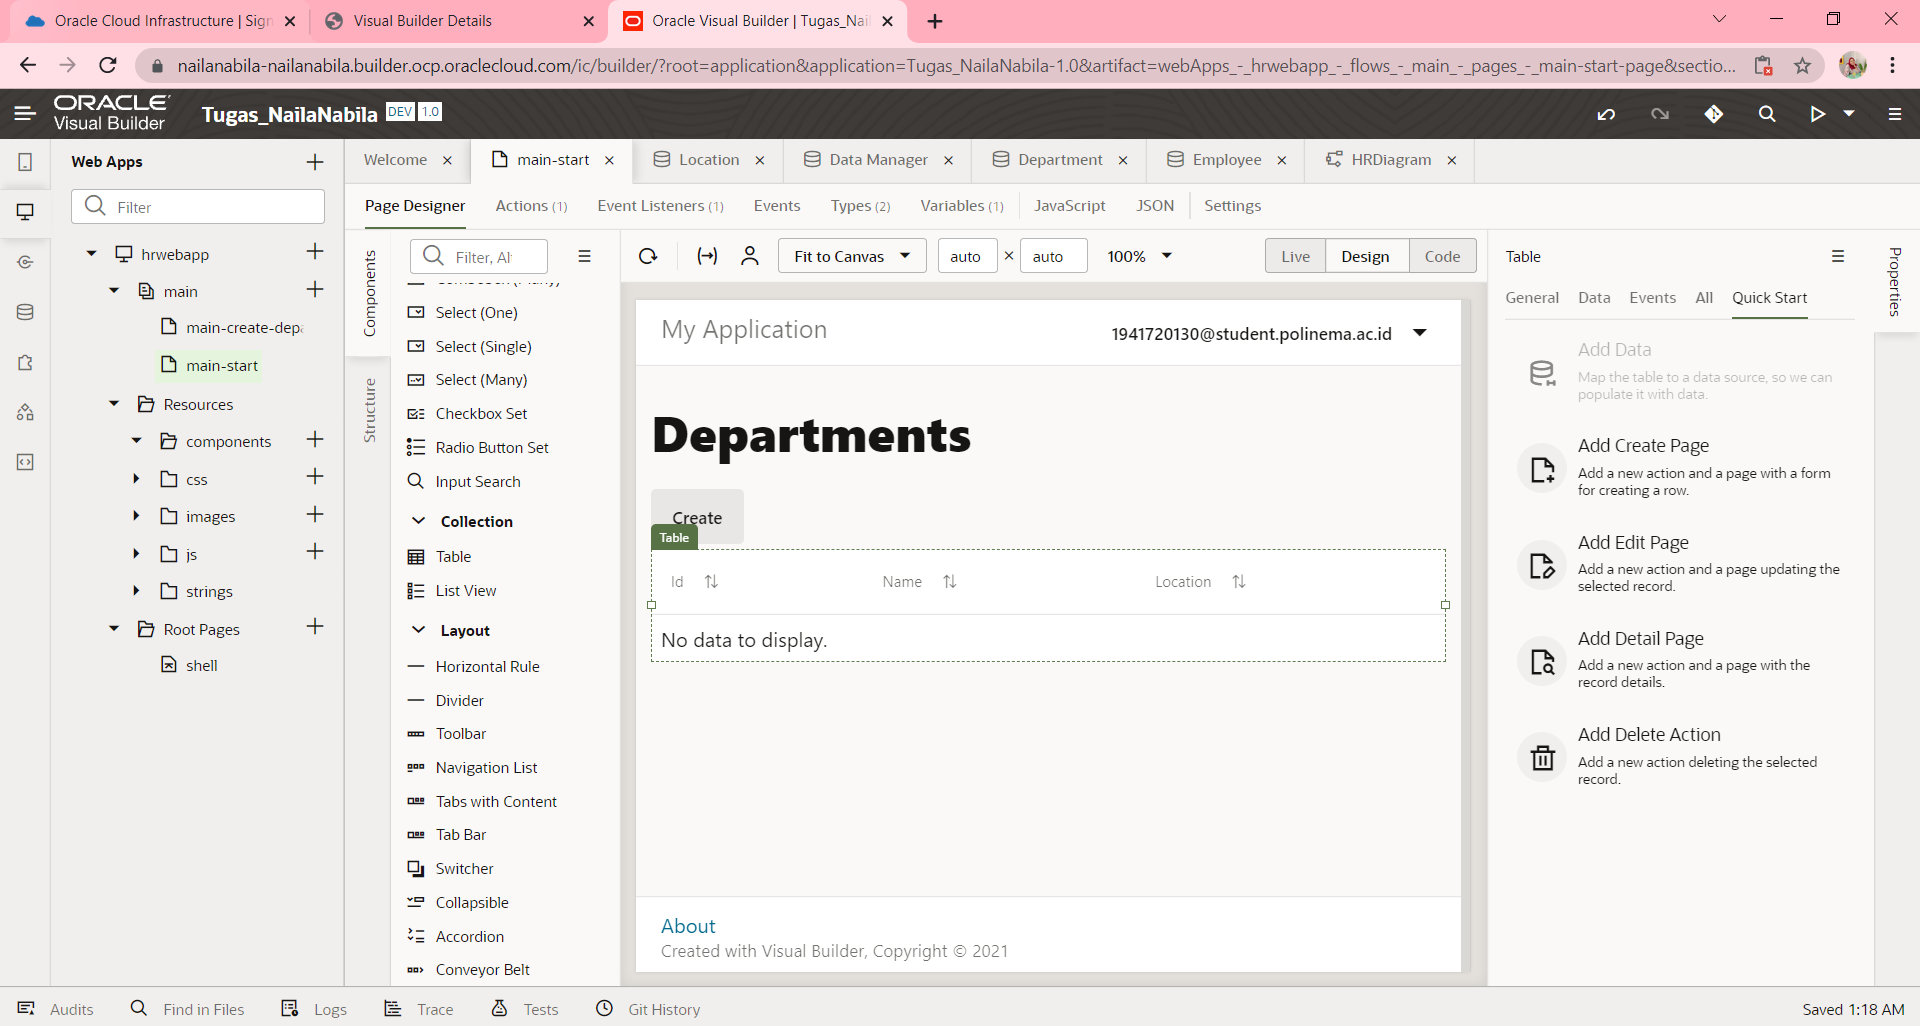 Oracle Cloud Infrastructure | Sign
Visual Builder Details
Oracle Visual Builder | Tugas_Nail
nailanabila-nailanabila.builder.ocp.oraclecloud.com/ic/builder/?root=application&application=Tugas_NailaNabila-1.0&artifact=webApps_-_hrwebapp_-_flows_-_main_-_pages_-_main-start-page&sectio...
ORACLE
Visual Builder
Tugas_NailaNabila DEV 1.0
Web Apps
Filter
hrwebapp
main
main-create-depa
main-start
Resources
components
css
images
js
strings
Root Pages
shell
Welcome
main-start
Location
Data Manager
Department
Employee
HRDiagram
Page Designer
Actions (1)
Event Listeners (1)
Events
Types (2)
Variables (1)
JavaScript
JSON
Settings
Components
Structure
Filter, Al
Select (One)
Select (Single)
Select (Many)
Checkbox Set
Radio Button Set
Input Search
Collection
Table
List View
Layout
Horizontal Rule
Divider
Toolbar
Navigation List
Tabs with Content
Tab Bar
Switcher
Collapsible
Accordion
Conveyor Belt
Fit to Canvas
auto × auto
100%
Live
Design
Code
My Application
1941720130@student.polinema.ac.id
Departments
Create
Table
Id
Name
Location
No data to display.
About
Created with Visual Builder, Copyright © 2021
Table
General
Data
Events
All
Quick Start
Properties
Add Data
Map the table to a data source, so we can
populate it with data.
Add Create Page
Add a new action and a page with a form
for creating a row.
Add Edit Page
Add a new action and a page updating the
selected record.
Add Detail Page
Add a new action and a page with the
record details.
Add Delete Action
Add a new action deleting the selected
record.
Audits
Find in Files
Logs
Trace
Tests
Git History
Saved 1:18 AM